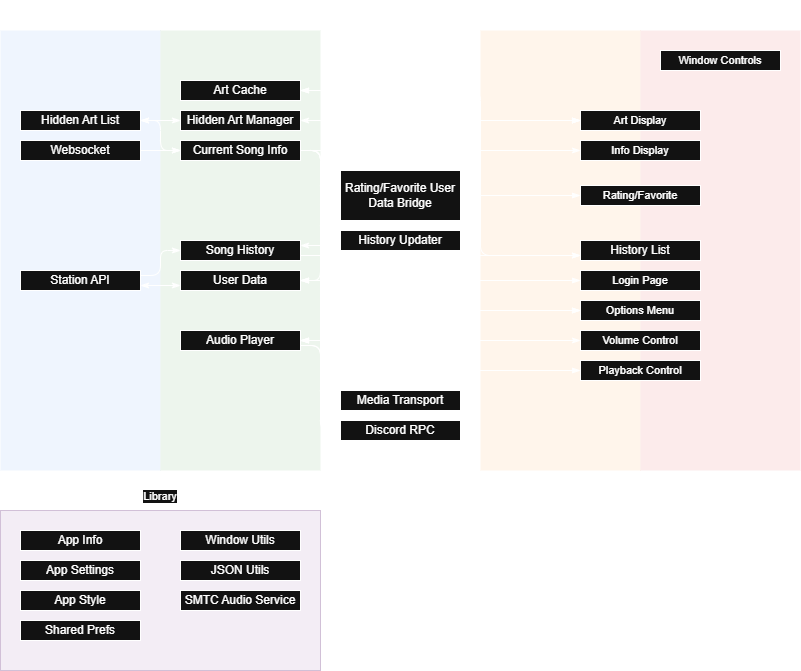 Window Controls
Art Cache
Hidden Art List
Hidden Art Manager
Art Display
Websocket
Current Song Info
Info Display
Rating/Favorite User
Data Bridge
Rating/Favorite
History Updater
Song History
History List
Station API
User Data
Login Page
Options Menu
Audio Player
Volume Control
Playback Control
Media Transport
Discord RPC
Library
App Info
Window Utils
App Settings
JSON Utils
App Style
SMTC Audio Service
Shared Prefs